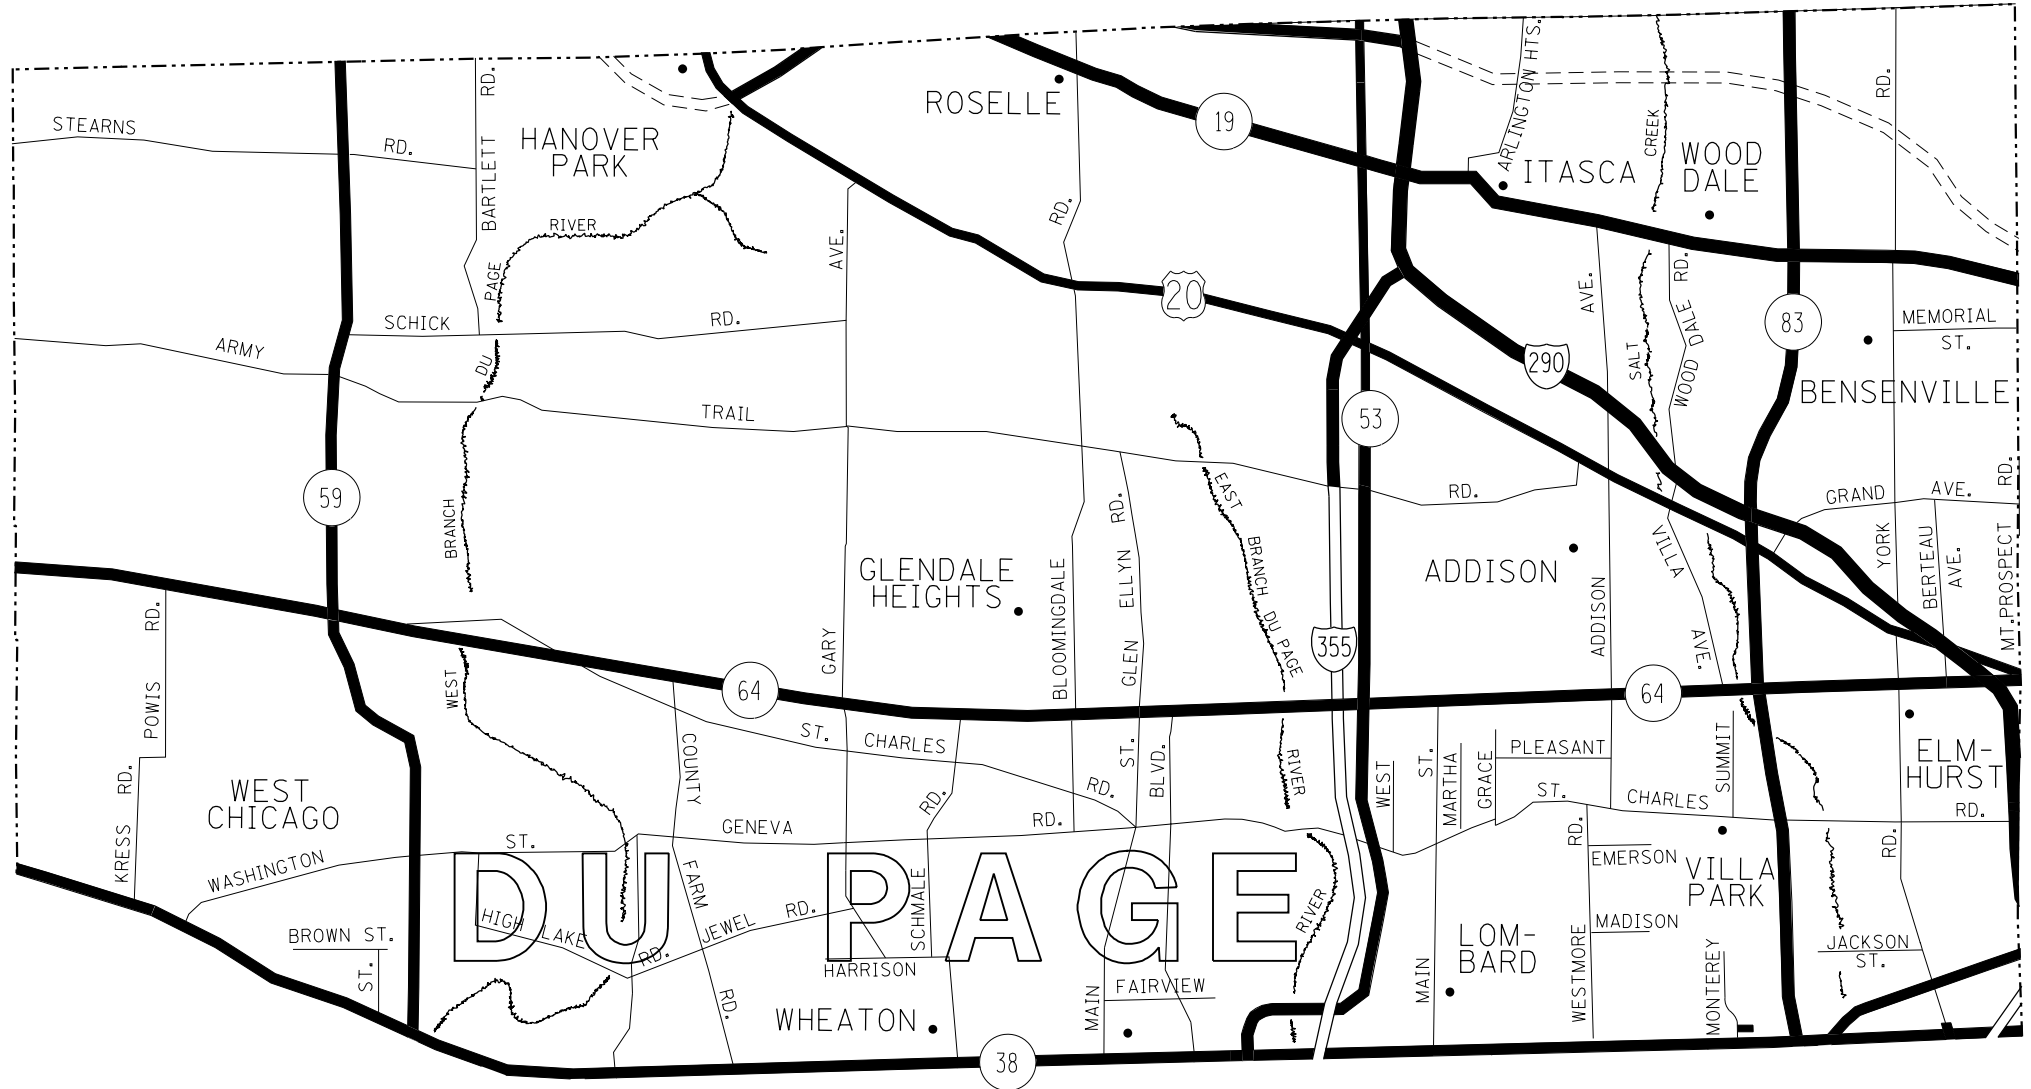 STEARNS
RD.
BARTLETT
RD.
HANOVER
PARK
ROSELLE
19
ARLINGTON HTS.
ITASCA
CREEK
WOOD
DALE
RD.
RIVER
PAGE
DU
AVE.
RD.
20
AVE.
SALT
WOOD DALE
RD.
83
MEMORIAL
ST.
SCHICK
RD.
ARMY
TRAIL
RD.
290
BENSENVILLE
53
59
BRANCH
WEST
EAST
BRANCH
DU
PAGE
RIVER
RIVER
GRAND
AVE.
YORK
BERTEAU
AVE.
MT.PROSPECT
RD.
GLENDALE
HEIGHTS
GARY
BLOOMINGDALE
GLEN
ELLYN
RD.
ADDISON
ADDISON
VILLA
AVE.
355
64
64
POWIS
RD.
KRESS
RD.
WEST
CHICAGO
COUNTY
FARM
RD.
ST.
CHARLES
RD.
ST.
BLVD.
WEST
ST.
MARTHA
GRACE
PLEASANT
SUMMIT
ELM-
HURST
ST.
CHARLES
RD.
GENEVA
RD.
RD.
WASHINGTON
ST.
DU PAGE
HIGH
LAKE
RD.
JEWEL
RD.
SCHMALE
HARRISON
BROWN ST.
ST.
WHEATON
MAIN
FAIRVIEW
38
LOM-
BARD
MAIN
RD.
WESTMORE
EMERSON
MADISON
VILLA
PARK
MONTEREY
RD.
JACKSON
ST.